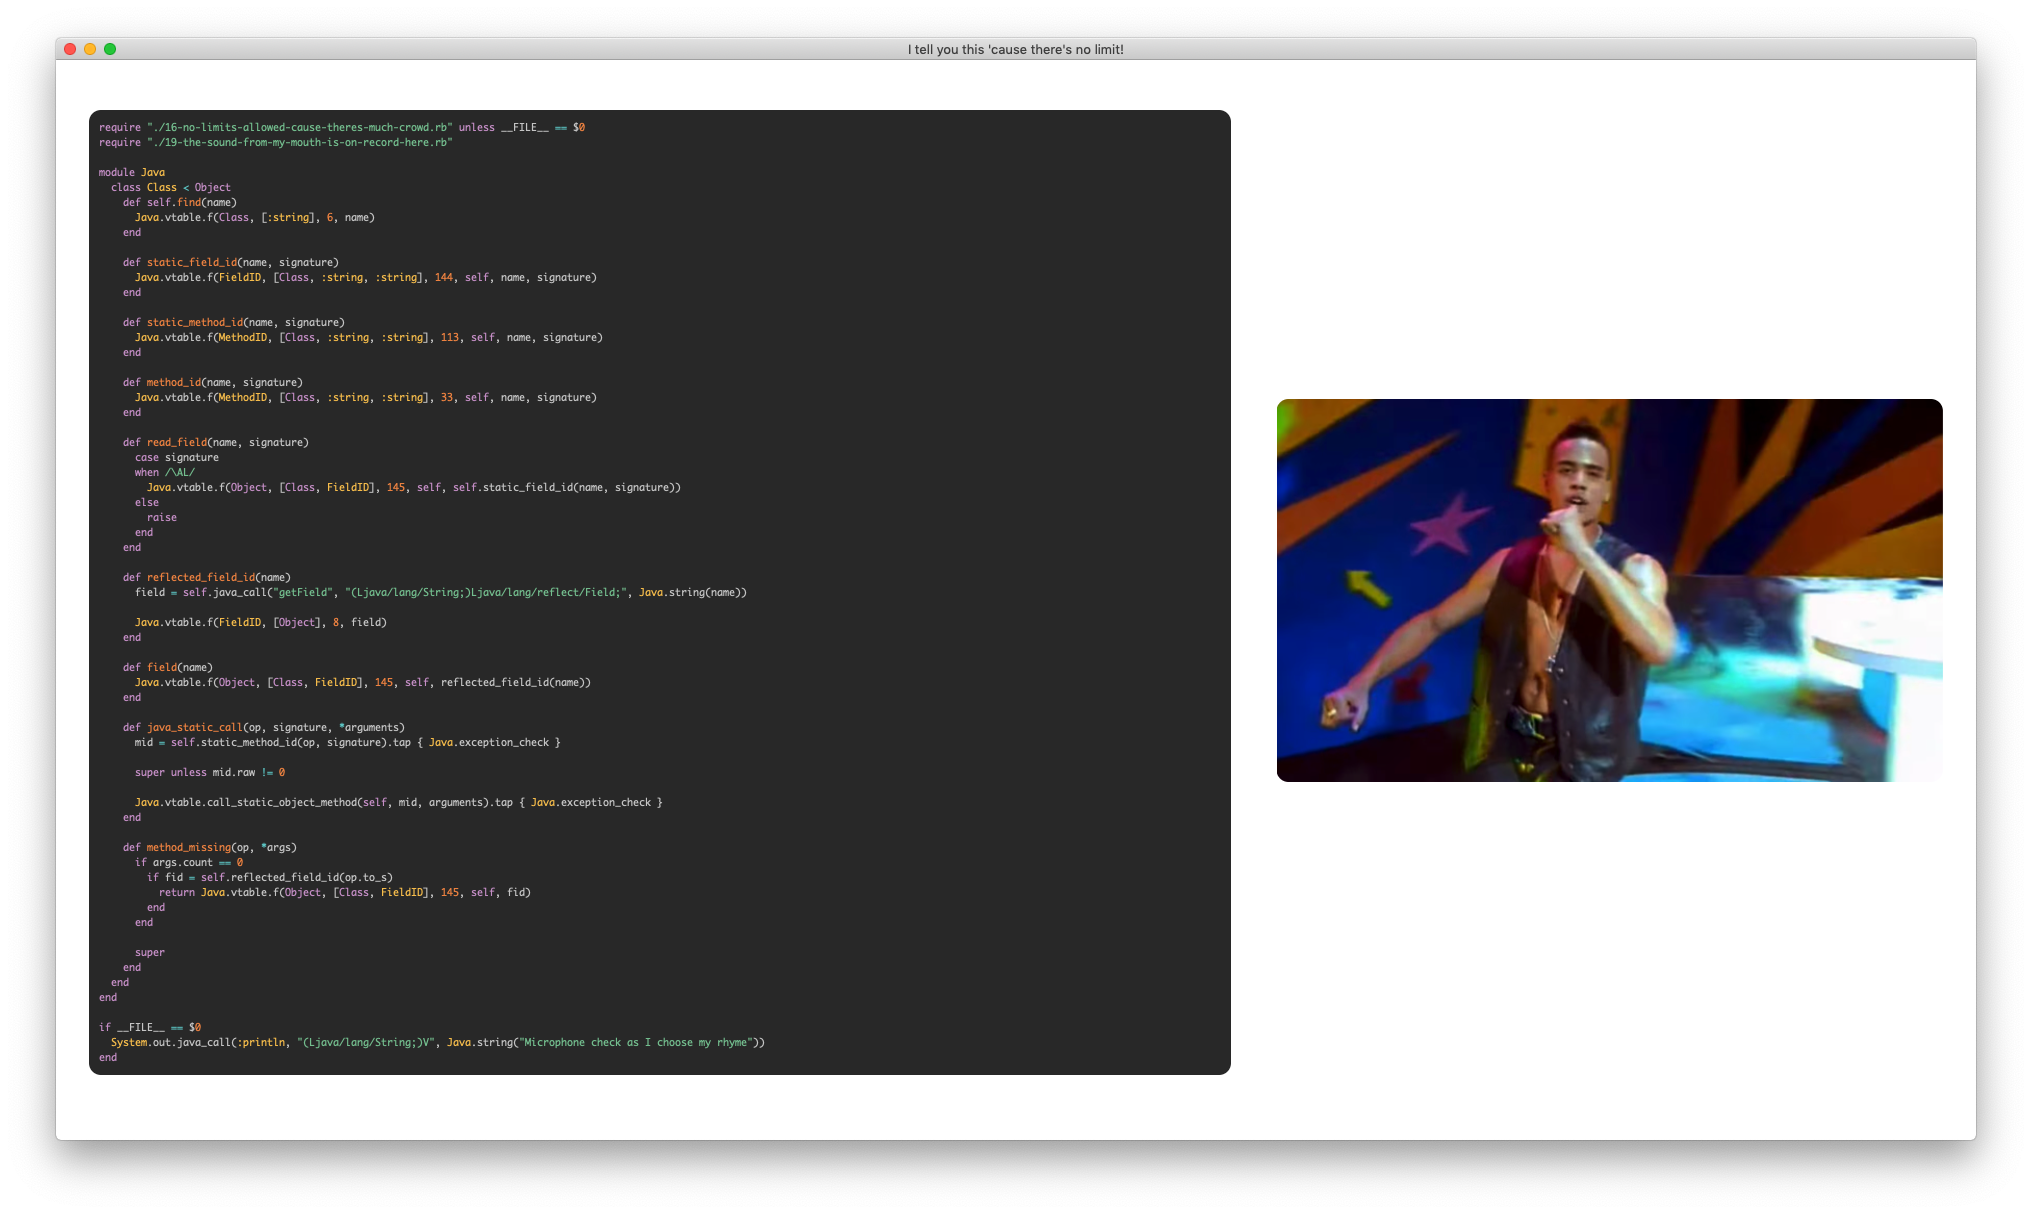 I tell you this 'cause there's no limit!
require "./16-no-limits-allowed-cause-theres-much-crowd.rb" unless __FILE__ == $0
require "./19-the-sound-from-my-mouth-is-on-record-here.rb"
module Java
class Class < Object
def self.find(name)
Java.vtable.f(Class, [:string], 6, name)
end
def static_field_id(name, signature)
Java.vtable.f(FieldID, [Class, :string, :string], 144, self, name, signature)
end
def static_method_id(name, signature)
Java.vtable.f(MethodID, [Class, :string, :string], 113, self, name, signature)
end
def method_id(name, signature)
Java.vtable.f(MethodID, [Class, :string, :string], 33, self, name, signature)
end
def read_field(name, signature)
case signature
when /\AL/
Java.vtable.f(Object, [Class, FieldID], 145, self, self.static_field_id(name, signature))
else
raise
end
end
def reflected_field_id(name)
field = self.java_call("getField", "(Ljava/lang/String;)Ljava/lang/reflect/Field;", Java.string(name))
Java.vtable.f(FieldID, [Object], 8, field)
end
def field(name)
Java.vtable.f(Object, [Class, FieldID], 145, self, reflected_field_id(name))
end
def java_static_call(op, signature, *arguments)
mid = self.static_method_id(op, signature).tap { Java.exception_check }
super unless mid.raw != 0
Java.vtable.call_static_object_method(self, mid, arguments).tap { Java.exception_check }
end
def method_missing(op, *args)
if args.count == 0
if fid = self.reflected_field_id(op.to_s)
return Java.vtable.f(Object, [Class, FieldID], 145, self, fid)
end
end
super
end
end
end
if __FILE__ == $0
System.out.java_call(:println, "(Ljava/lang/String;)V", Java.string("Microphone check as I choose my rhyme"))
end